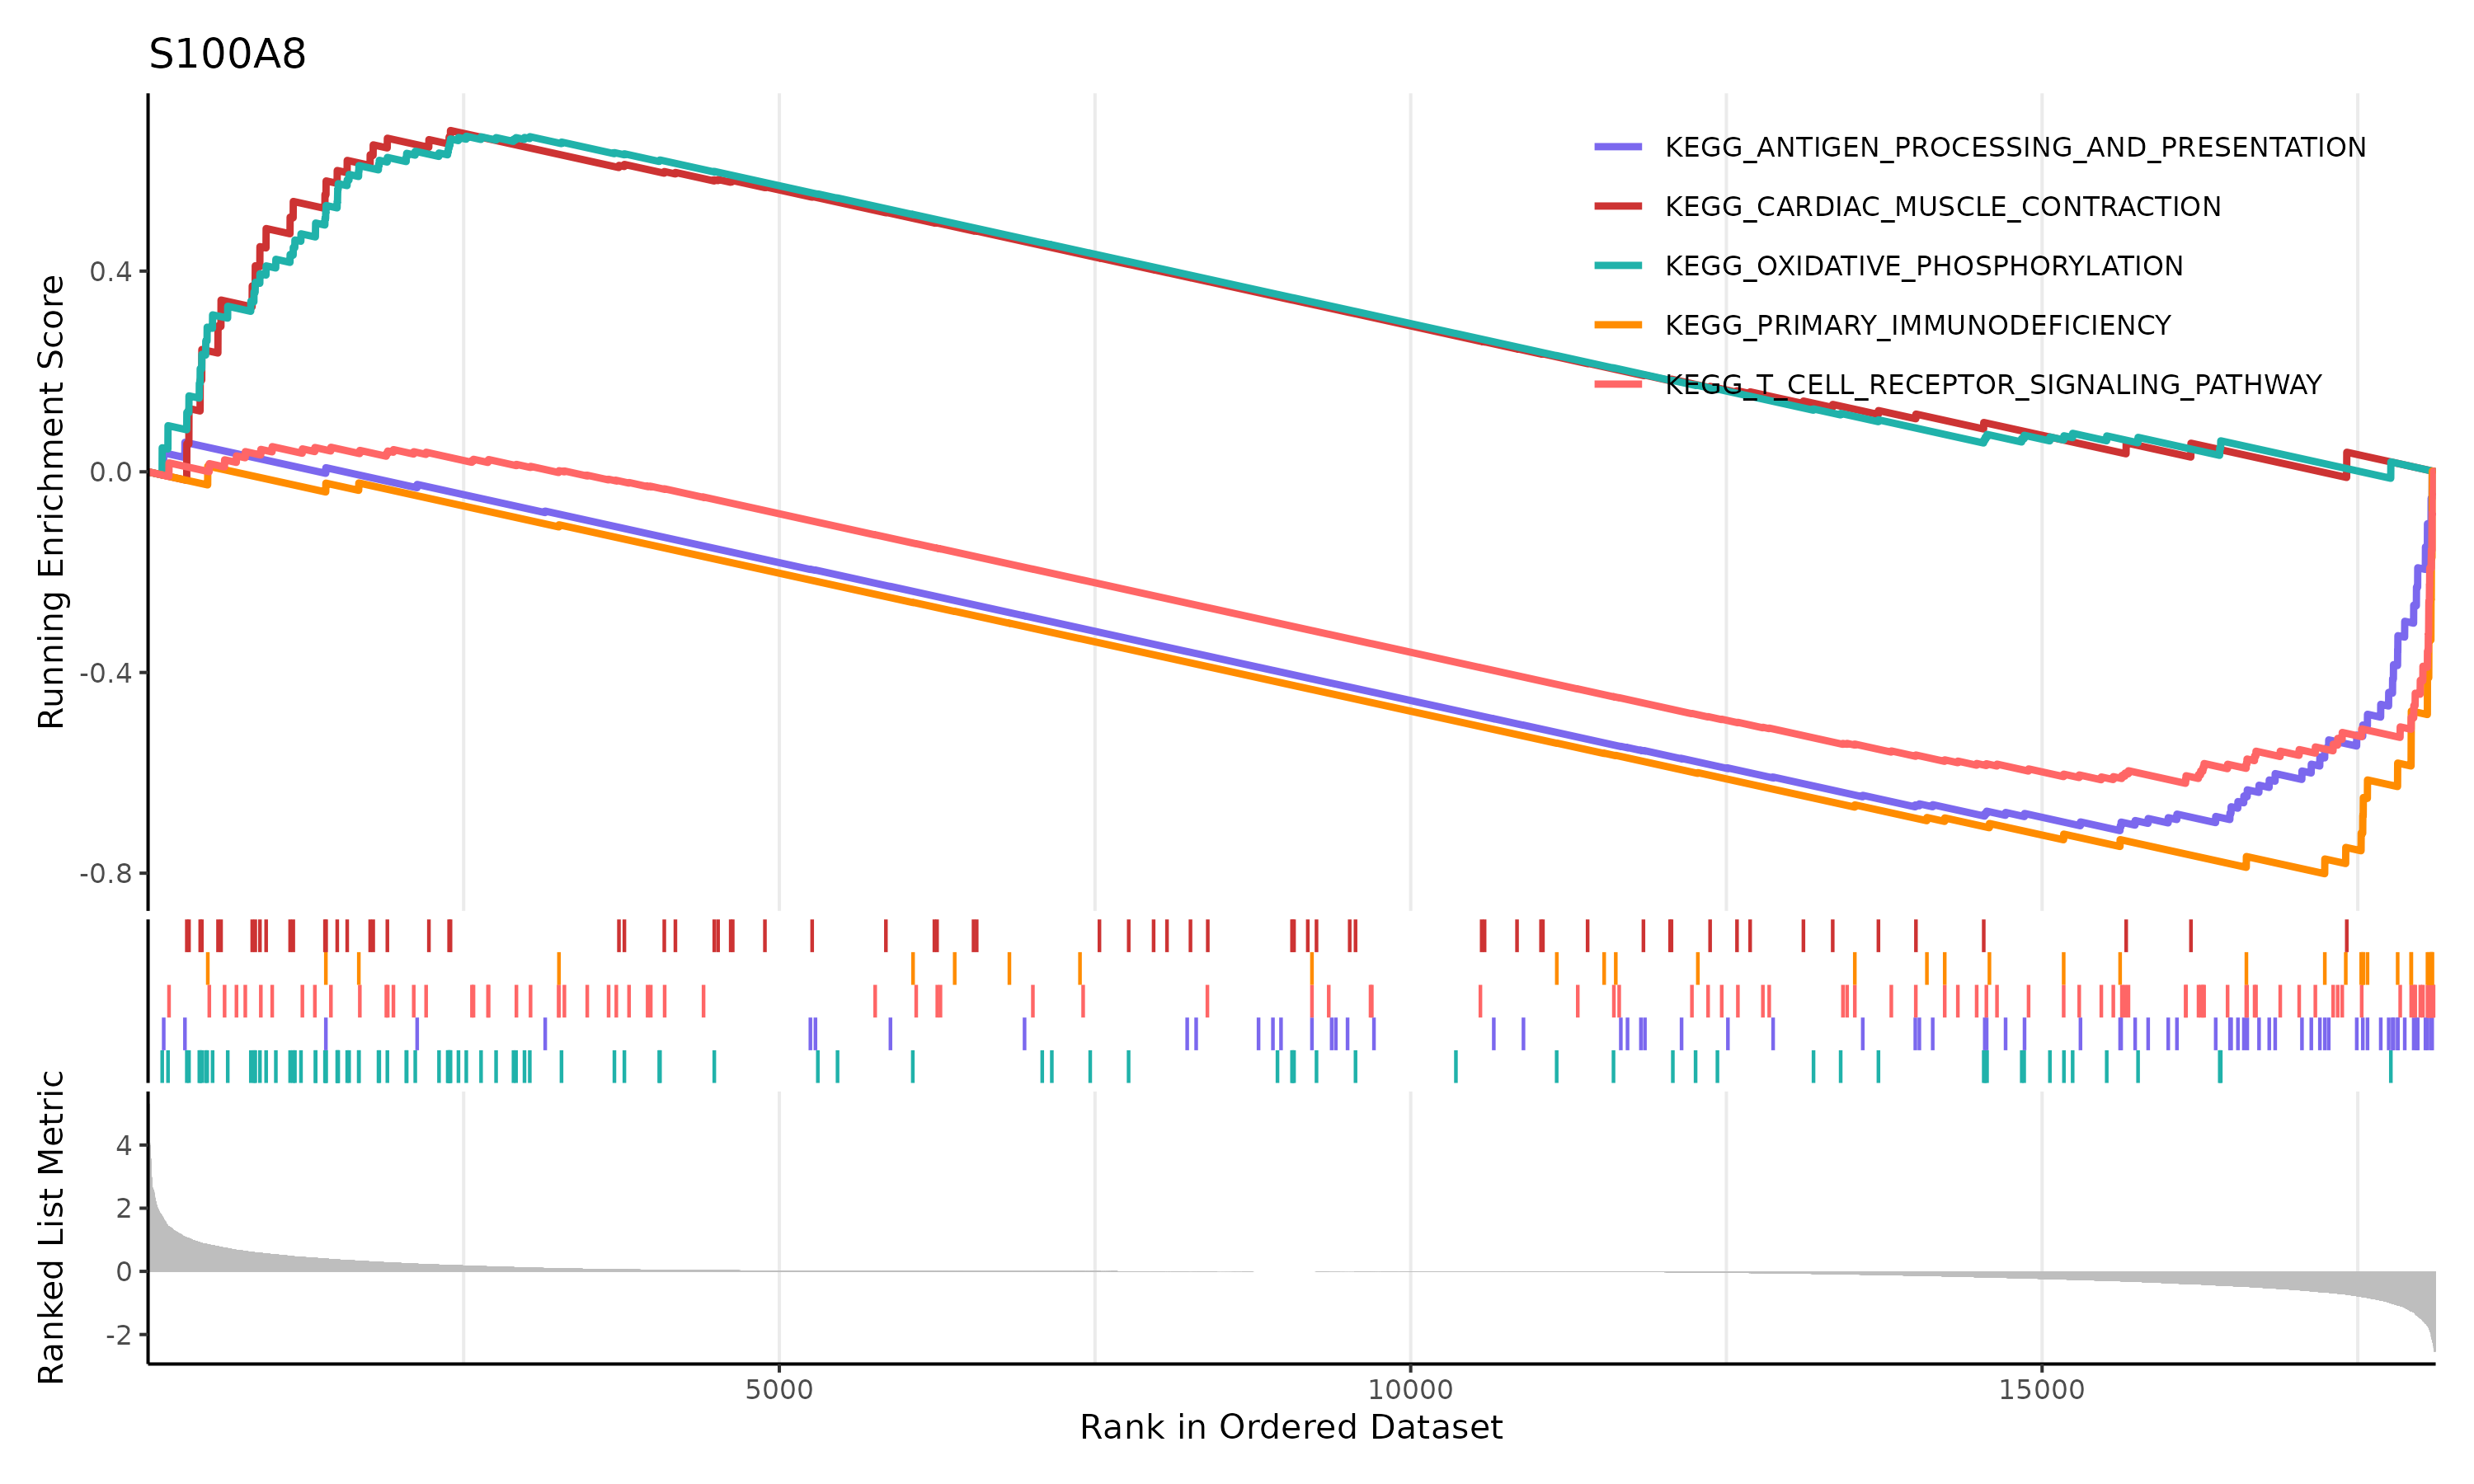 S100A8
KEGG_ANTIGEN_PROCESSING_AND_PRESENTATION
KEGG_CARDIAC_MUSCLE_CONTRACTION
KEGG_OXIDATIVE_PHOSPHORYLATION
KEGG_PRIMARY_IMMUNODEFICIENCY
KEGG_T_CELL_RECEPTOR_SIGNALING_PATHWAY
Running Enrichment Score
0.4
0.0
-0.4
-0.8
Ranked List Metric
4
2
0
-2
5000
10000
15000
Rank in Ordered Dataset